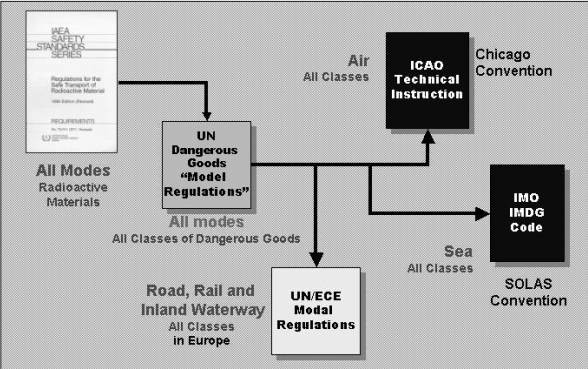 IAEA
SAFETY
STANDARDS
SERIES
Regulations for the
Safe Transport of
Radioactive Material
1996 Edition (Revised)
REQUIREMENTS
All Modes
Radioactive
Materials
UN
Dangerous
Goods
“Model
Regulations”
All modes
All Classes of Dangerous Goods
Air
All Classes
ICAO
Technical
Instruction
Chicago
Convention
IMO
IMDG
Code
Sea
All Classes
SOLAS
Convention
Road, Rail and
Inland Waterway
All Classes
in Europe
UN/ECE
Modal
Regulations